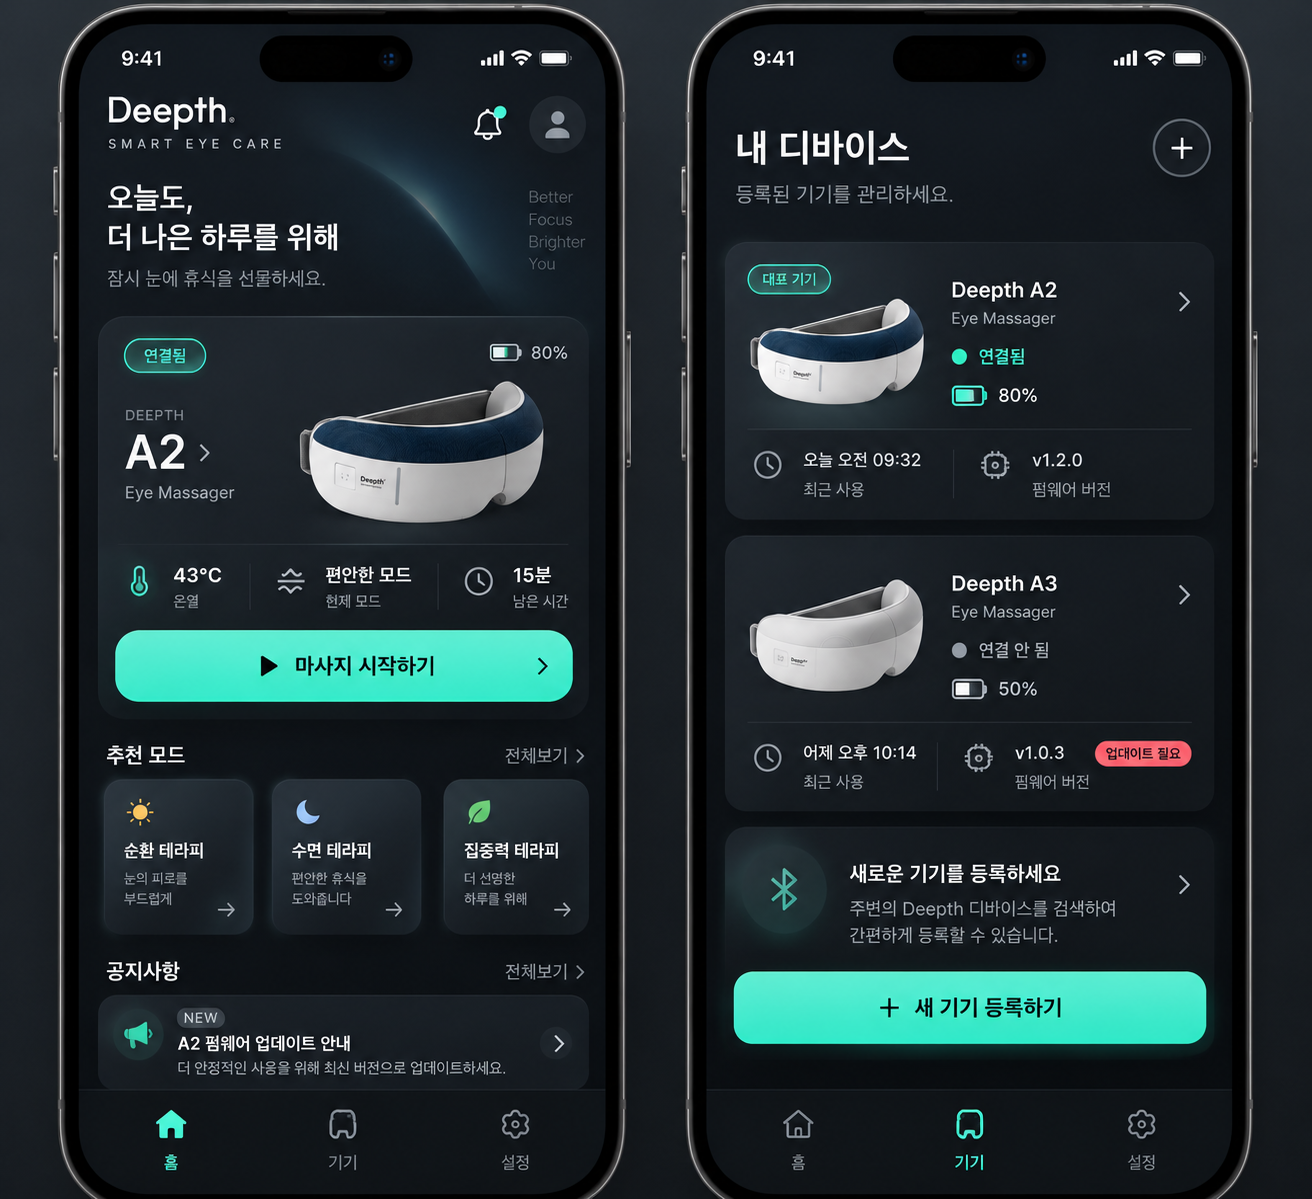 9:41
Deepth.
SMART EYE CARE
오늘도,
더 나은 하루를 위해
잠시 눈에 휴식을 선물하세요.
Better
Focus
Brighter
You
연결됨
80%
DEEPTH
A2
Eye Massager
Deepth
43°C
온열
편안한 모드
현재 모드
15분
남은 시간
마사지 시작하기
추천 모드
전체보기
순환 테라피
눈의 피로를
부드럽게
수면 테라피
편안한 휴식을
도와줍니다
집중력 테라피
더 선명한
하루를 위해
공지사항
전체보기
NEW
A2 펌웨어 업데이트 안내
더 안정적인 사용을 위해 최신 버전으로 업데이트하세요.
홈
기기
설정
9:41
내 디바이스
등록된 기기를 관리하세요.
대표 기기
Deepth
Deepth A2
Eye Massager
연결됨
80%
오늘 오전 09:32
최근 사용
v1.2.0
펌웨어 버전
Deepth
Deepth A3
Eye Massager
연결 안 됨
50%
어제 오후 10:14
최근 사용
v1.0.3
펌웨어 버전
업데이트 필요
새로운 기기를 등록하세요
주변의 Deepth 디바이스를 검색하여
간편하게 등록할 수 있습니다.
새 기기 등록하기
홈
기기
설정